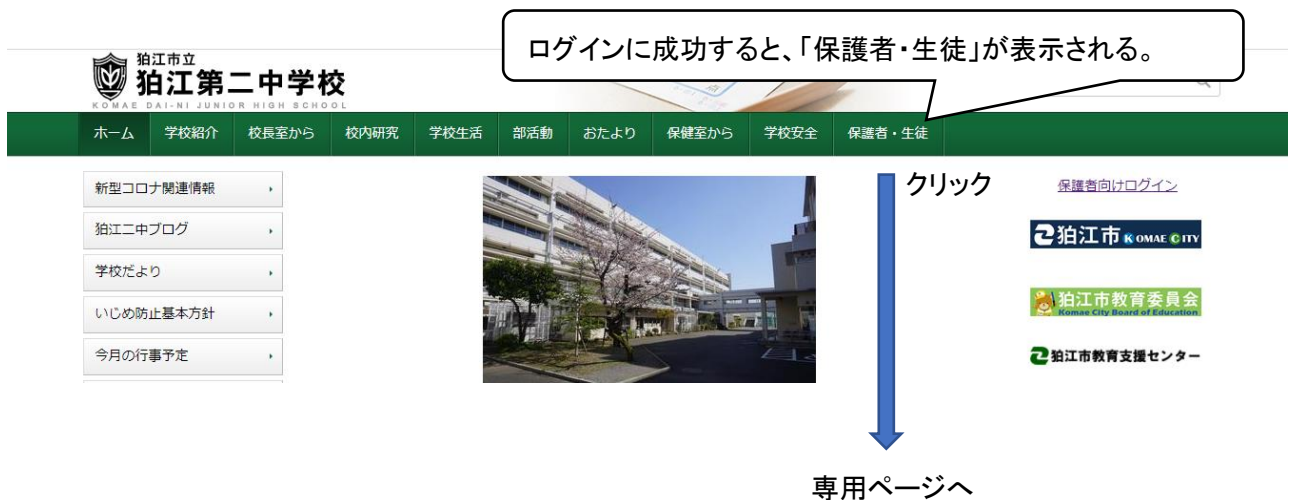 ログインに成功すると、「保護者・生徒」が表示される。
狛江市立
狛江第二中学校
KOMAE DAI-NI JUNIOR HIGH SCHOOL
ホーム 学校紹介 校長室から 校内研究 学校生活 部活動 おたより 保健室から 学校安全 保護者・生徒
新型コロナ関連情報
狛江二中ブログ
学校だより
いじめ防止基本方針
今月の行事予定
クリック
保護者向けログイン
狛江市 KOMAE CITY
狛江市教育委員会
Komae City Board of Education
狛江市教育支援センター
専用ページへ